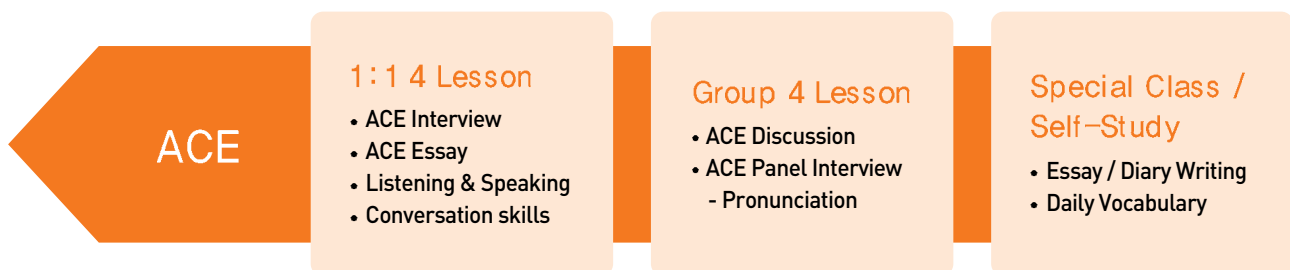 ACE
1:1 4 Lesson
• ACE Interview
• ACE Essay
• Listening & Speaking
• Conversation skills
Group 4 Lesson
• ACE Discussion
• ACE Panel Interview
- Pronunciation
Special Class /
Self-Study
• Essay / Diary Writing
• Daily Vocabulary